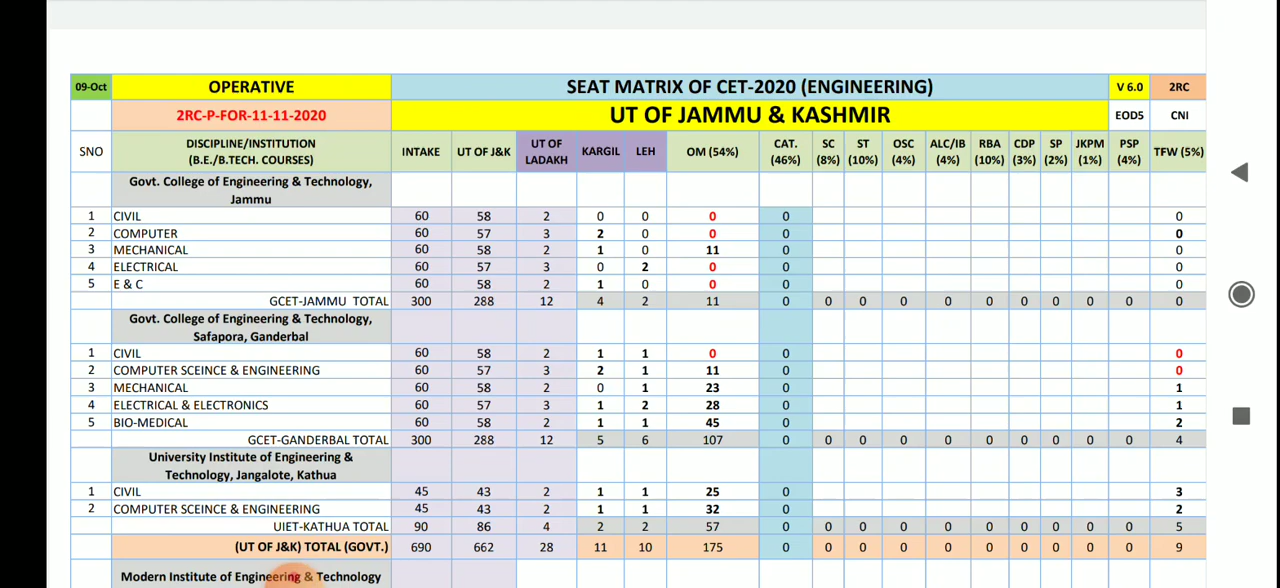 09-Oct OPERATIVE SEAT MATRIX OF CET-2020 (ENGINEERING) V 6.0 2RC
2RC-P-FOR-11-11-2020 UT OF JAMMU & KASHMIR EOD5 CNI
SNO DISCIPLINE/INSTITUTION (B.E./B.TECH. COURSES) INTAKE UT OF J&K UT OF LADAKH KARGIL LEH OM (54%) CAT. (46%) SC (8%) ST (10%) OSC (4%) ALC/IB (4%) RBA (10%) CDP (3%) SP (2%) JKPM (1%) PSP (4%) TFW (5%)
Govt. College of Engineering & Technology,
Jammu
1 CIVIL 60 58 2 0 0 0 0 0
2 COMPUTER 60 57 3 2 0 0 0 0
3 MECHANICAL 60 58 2 1 0 11 0 0
4 ELECTRICAL 60 57 3 0 2 0 0 0
5 E & C 60 58 2 1 0 0 0 0
GCET-JAMMU TOTAL 300 288 12 4 2 11 0 0 0 0 0 0 0 0 0 0 0
Govt. College of Engineering & Technology,
Safapora, Ganderbal
1 CIVIL 60 58 2 1 1 0 0 0
2 COMPUTER SCEINCE & ENGINEERING 60 57 3 2 1 11 0 0
3 MECHANICAL 60 58 2 0 1 23 0 1
4 ELECTRICAL & ELECTRONICS 60 57 3 1 2 28 0 1
5 BIO-MEDICAL 60 58 2 1 1 45 0 2
GCET-GANDERBAL TOTAL 300 288 12 5 6 107 0 0 0 0 0 0 0 0 0 0 4
University Institute of Engineering &
Technology, Jangalote, Kathua
1 CIVIL 45 43 2 1 1 25 0 3
2 COMPUTER SCEINCE & ENGINEERING 45 43 2 1 1 32 0 2
UIET-KATHUA TOTAL 90 86 4 2 2 57 0 0 0 0 0 0 0 0 0 0 5
(UT OF J&K) TOTAL (GOVT.) 690 662 28 11 10 175 0 0 0 0 0 0 0 0 0 0 9
Modern Institute of Engineering & Technology